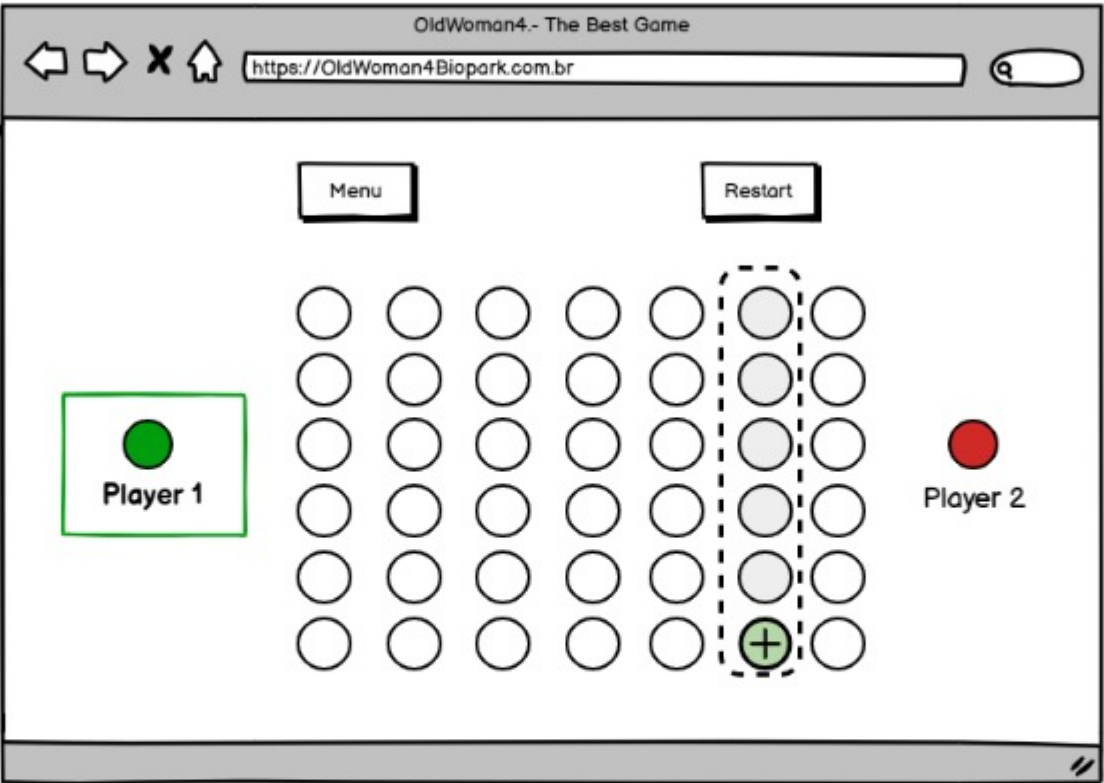 OldWoman4.- The Best Game
https://OldWoman4Biopark.com.br
Menu
Restart
Player 1
Player 2